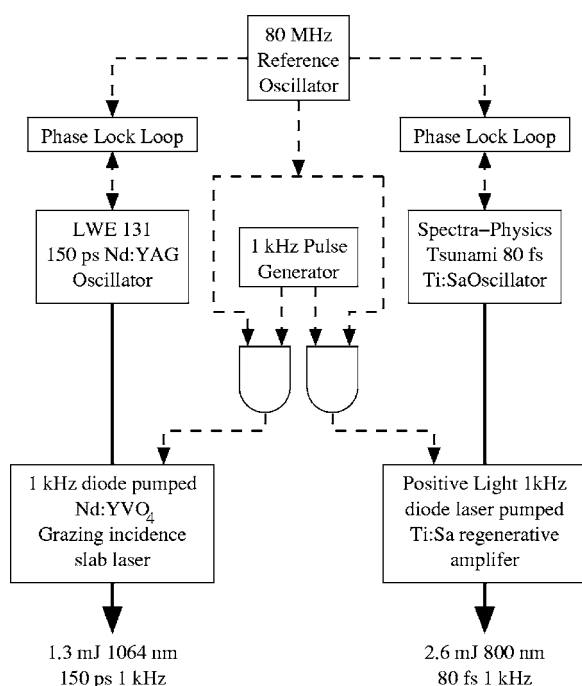 80 MHz
Reference
Oscillator
Phase Lock Loop
Phase Lock Loop
LWE 131
150 ps Nd:YAG
Oscillator
1 kHz Pulse
Generator
Spectra-Physics
Tsunami 80 fs
Ti:SaOscillator
1 kHz diode pumped
Nd:YVO4
Grazing incidence
slab laser
Positive Light 1kHz
diode laser pumped
Ti:Sa regenerative
amplifer
1.3 mJ 1064 nm
150 ps 1 kHz
2.6 mJ 800 nm
80 fs 1 kHz